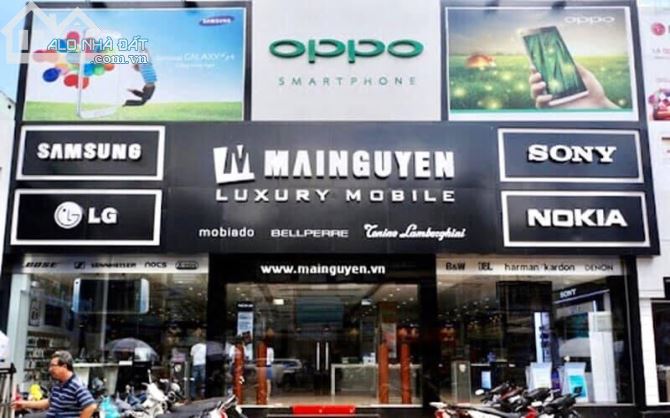 ALO NHÀ ĐẤT
.com.vn
SAMSUNG
Samsung GALAXY S4
oppo
SMARTPHONE
oppo
SAMSUNG
LG
MAINGUYEN
LUXURY MOBILE
mobiado BELLPERRE Tonino Lamborghini
SONY
NOKIA
BOSE SENNHEISER NOCS
www.mainguyen.vn
B&W JBL harman/kardon DENON
SONY